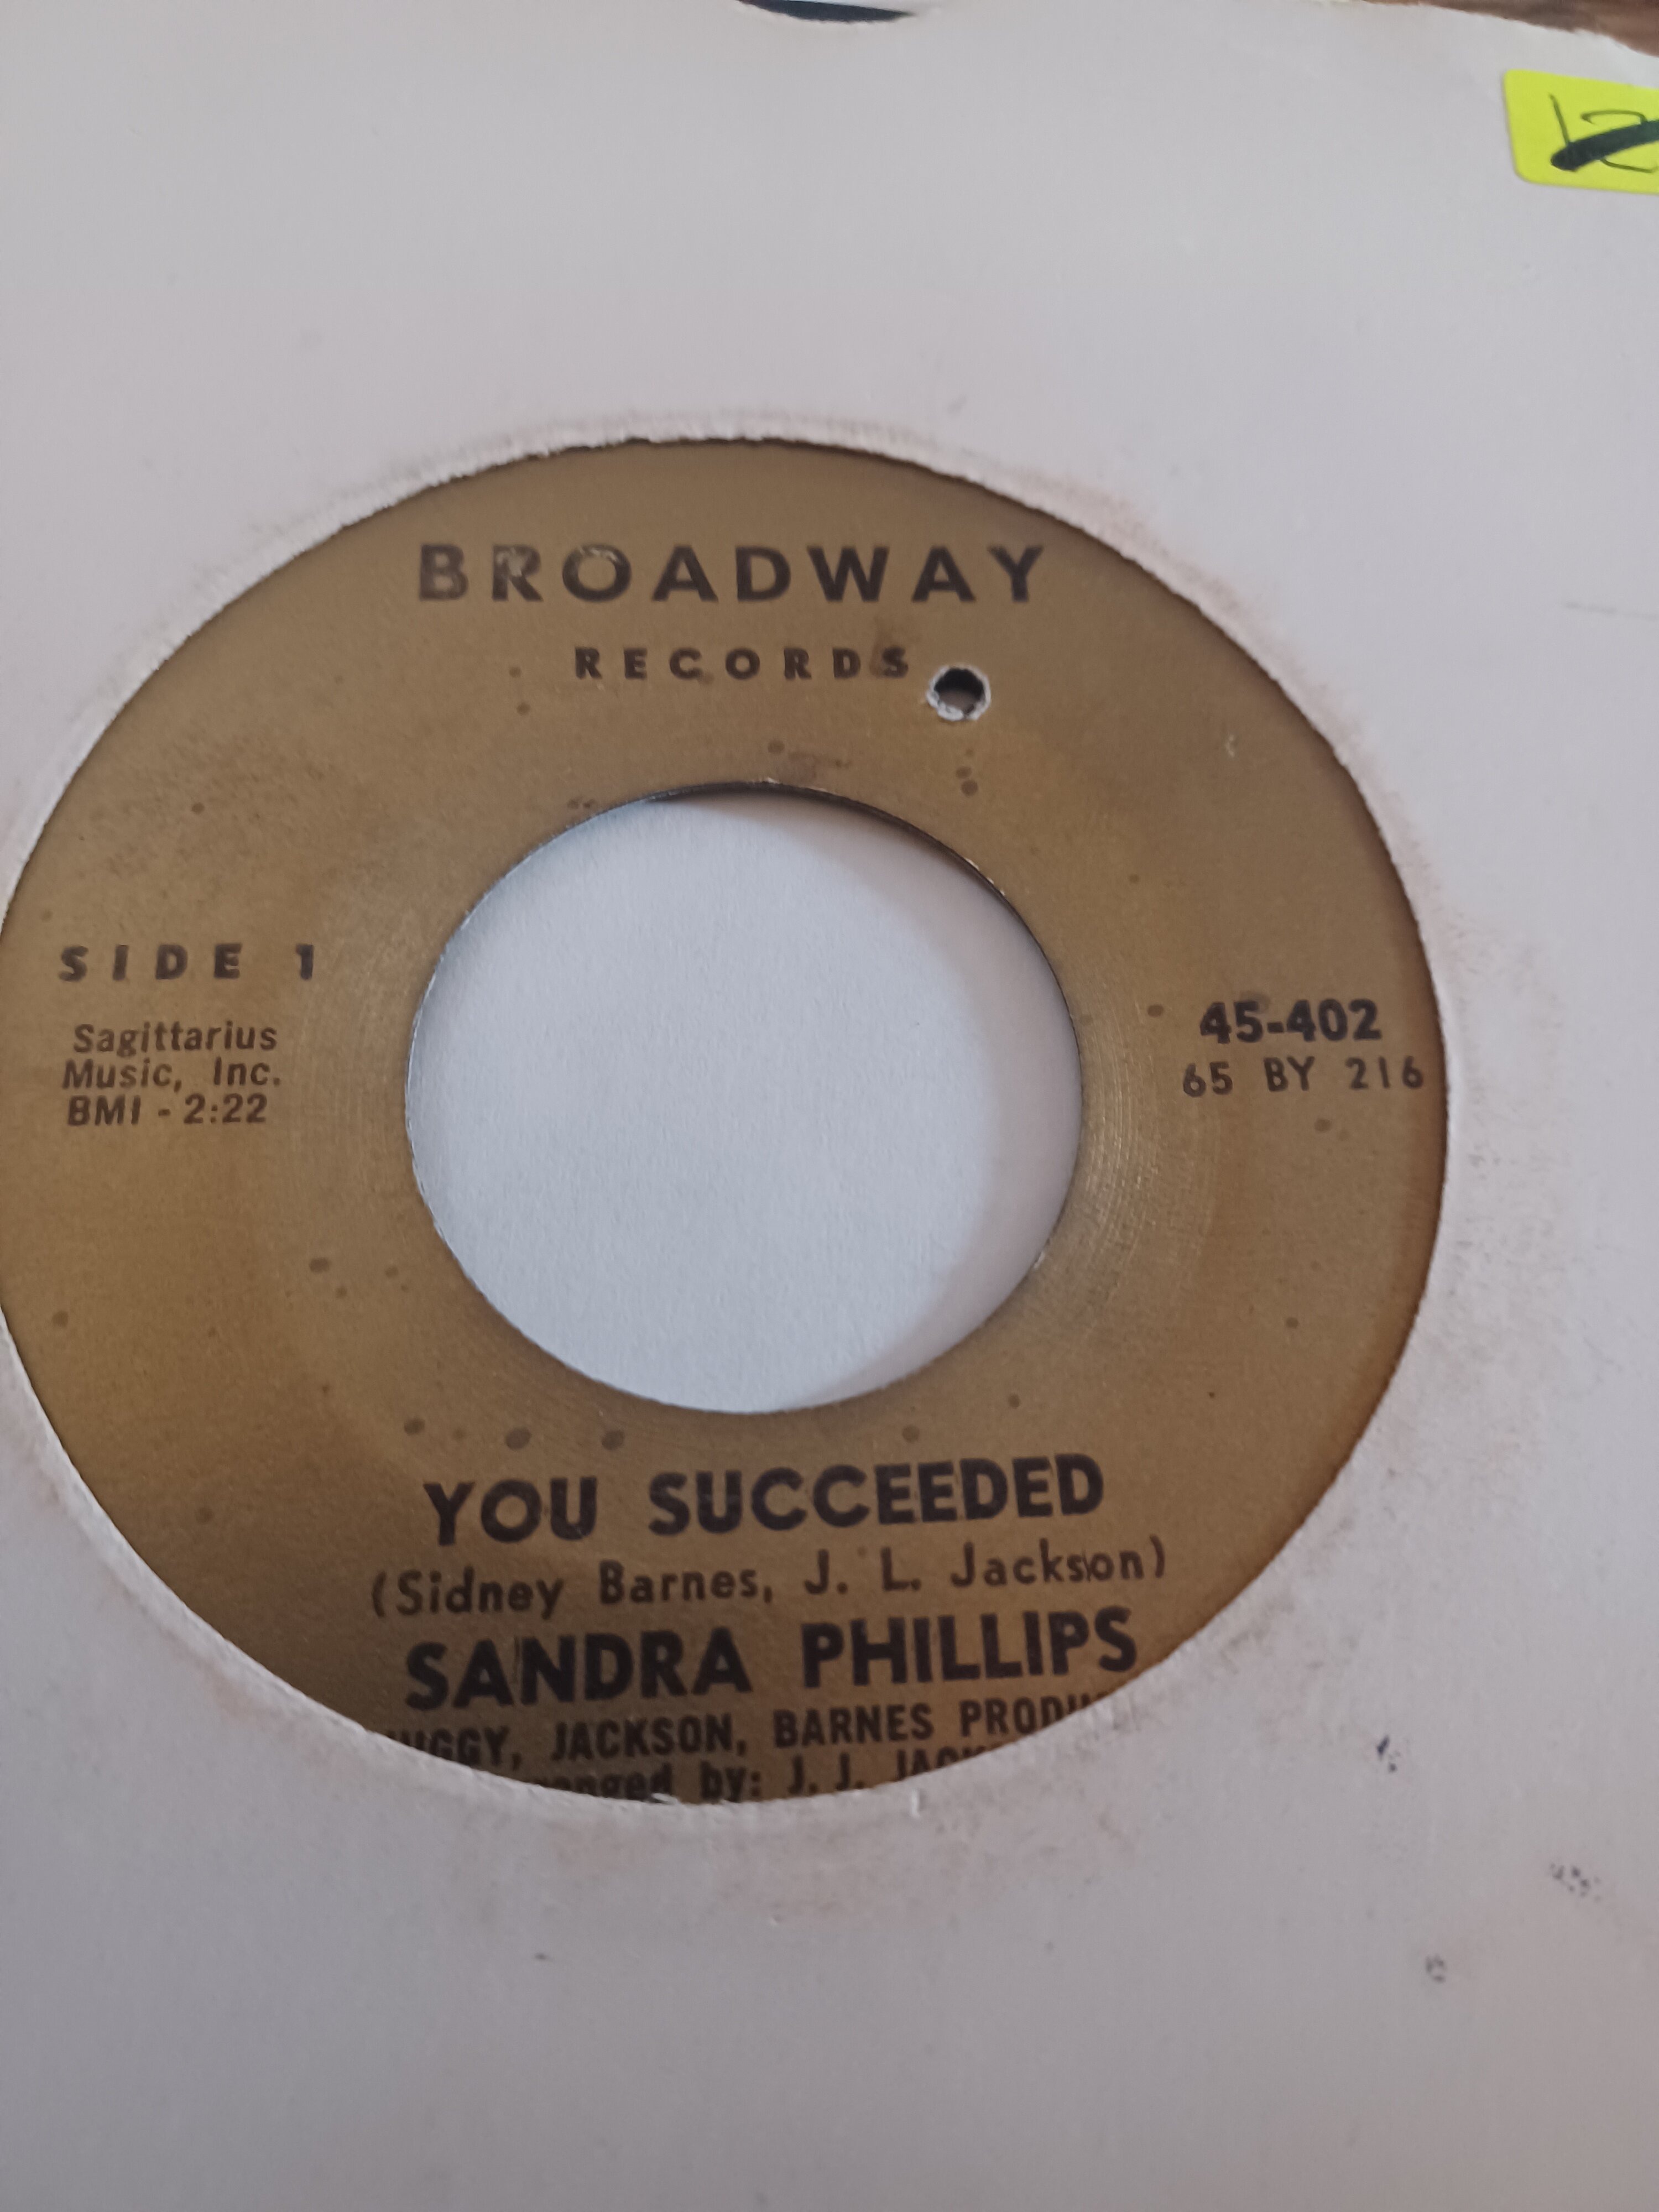 BROADWAY
RECORDS
SIDE 1
Sagittarius
Music, Inc.
BMI - 2:22
45-402
65 BY 216
YOU SUCCEEDED
(Sidney Barnes, J. L. Jackson)
SANDRA PHILLIPS
JACKSON, BARNES
by: J. J.